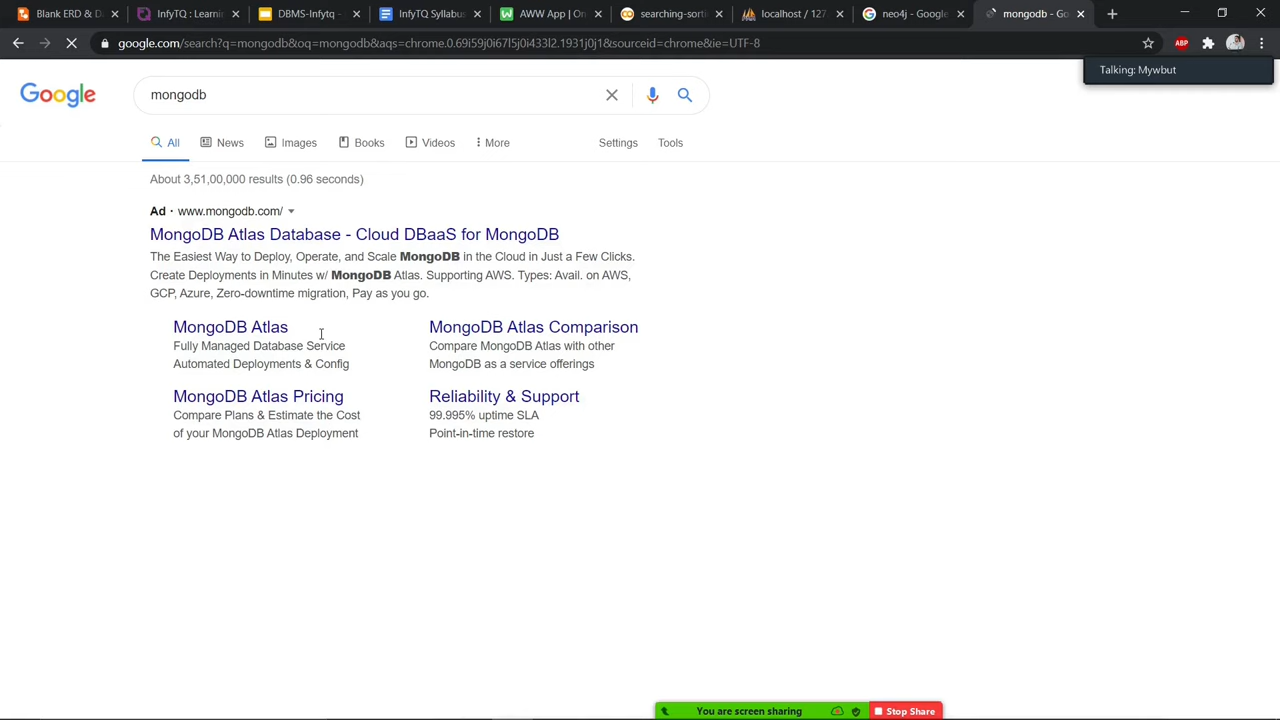 Blank ERD & D
InfyTQ : Learni
DBMS-Infytq
InfyTQ Syllabus
AWW App | On
searching-sorti
localhost / 127
neo4j - Google
mongodb - Goo
google.com/search?q=mongodb&oq=mongodb&aqs=chrome.0.69i59j0i67l5j0i433l2.1931j0j1&sourceid=chrome&ie=UTF-8
ABP
Talking: Mywbut
Google
mongodb
All
News
Images
Books
Videos
More
Settings
Tools
About 3,51,00,000 results (0.96 seconds)
Ad · www.mongodb.com/
MongoDB Atlas Database - Cloud DBaaS for MongoDB
The Easiest Way to Deploy, Operate, and Scale MongoDB in the Cloud in Just a Few Clicks.
Create Deployments in Minutes w/ MongoDB Atlas. Supporting AWS. Types: Avail. on AWS,
GCP, Azure, Zero-downtime migration, Pay as you go.
MongoDB Atlas
Fully Managed Database Service
Automated Deployments & Config
MongoDB Atlas Comparison
Compare MongoDB Atlas with other
MongoDB as a service offerings
MongoDB Atlas Pricing
Compare Plans & Estimate the Cost
of your MongoDB Atlas Deployment
Reliability & Support
99.995% uptime SLA
Point-in-time restore
You are screen sharing
Stop Share